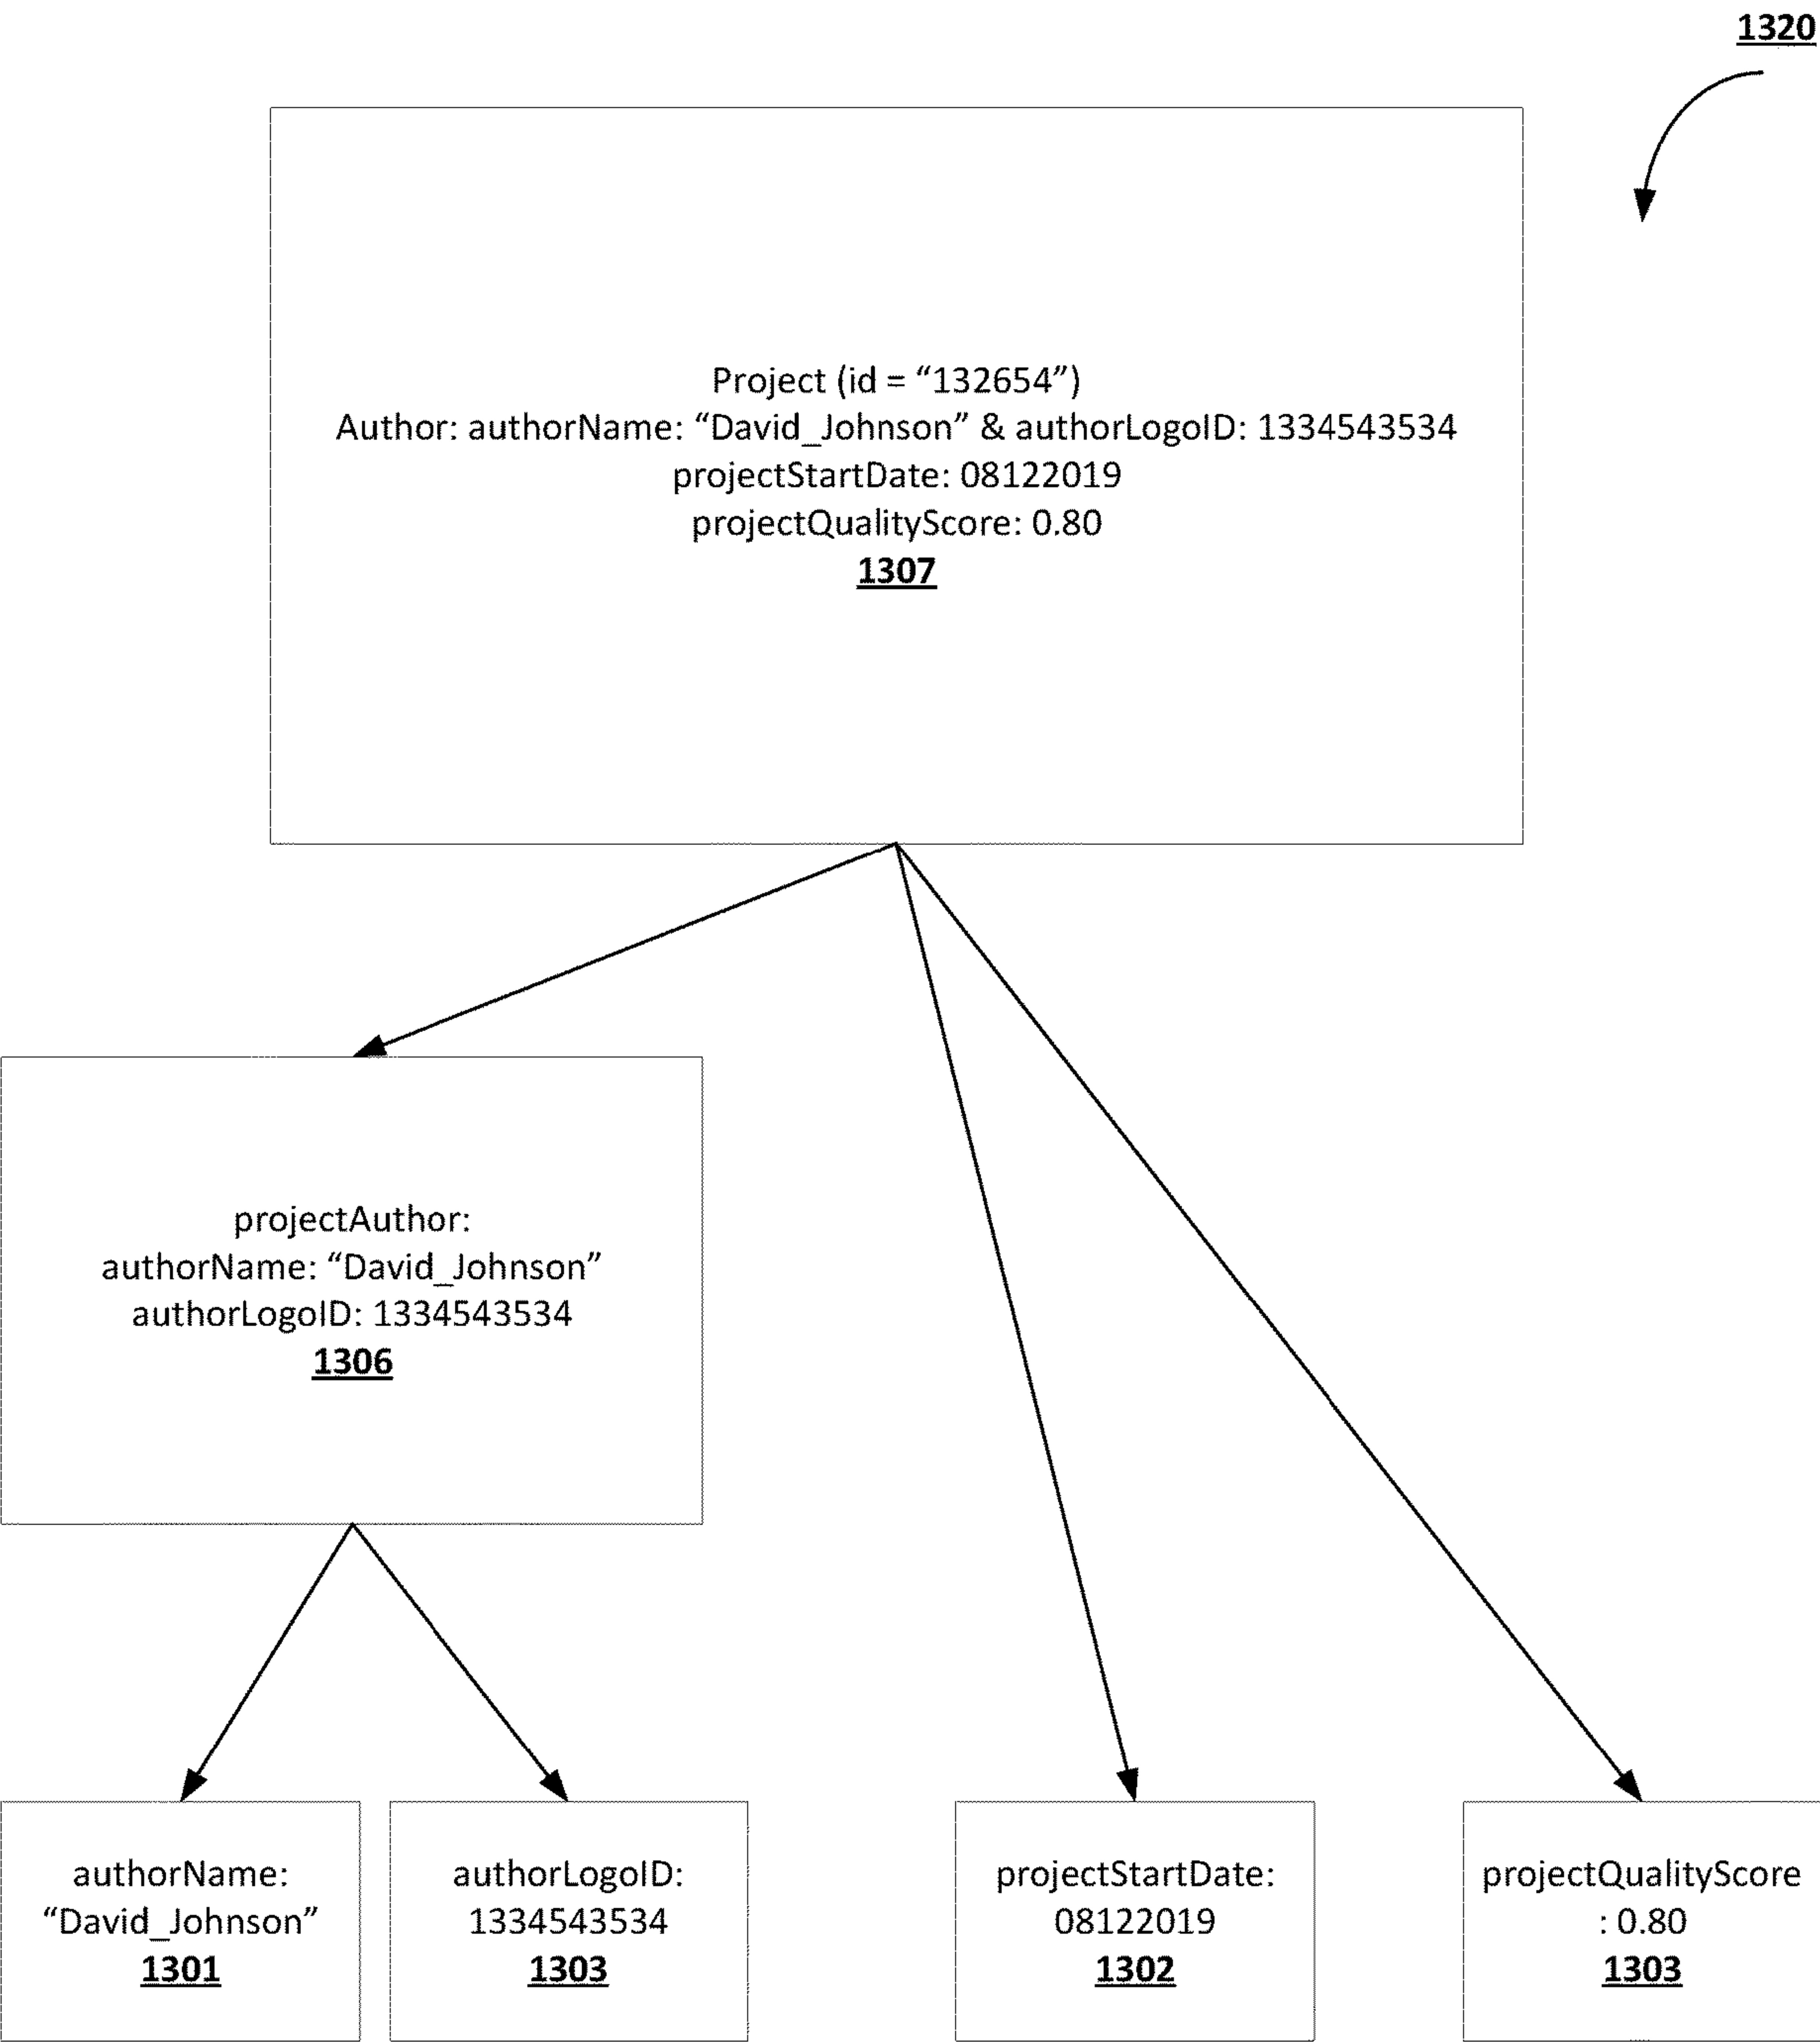 1320
Project (id = “132654”)
Author: authorName: “David_Johnson” & authorLogoID: 1334543534
projectStartDate: 08122019
projectQualityScore: 0.80
1307
projectAuthor:
authorName: “David_Johnson”
authorLogoID: 1334543534
1306
authorName:
“David_Johnson”
1301
authorLogoID:
1334543534
1303
projectStartDate:
08122019
1302
projectQualityScore
: 0.80
1303